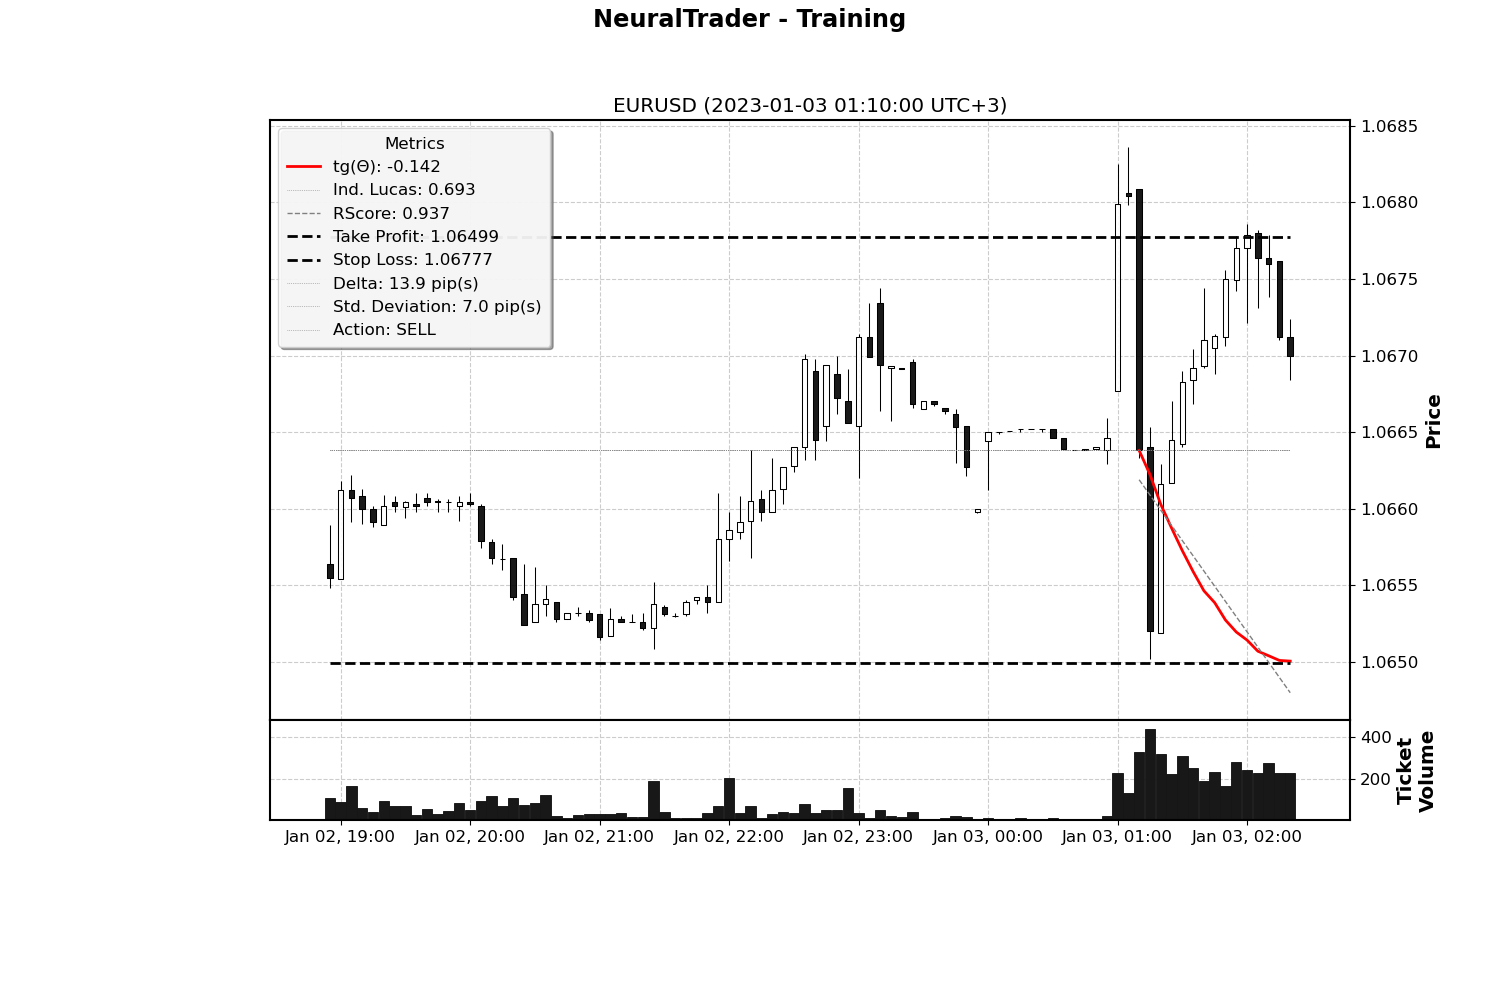 NeuralTrader - Training
EURUSD (2023-01-03 01:10:00 UTC+3)
Metrics
tg(Θ): -0.142
Ind. Lucas: 0.693
RScore: 0.937
Take Profit: 1.06499
Stop Loss: 1.06777
Delta: 13.9 pip(s)
Std. Deviation: 7.0 pip(s)
Action: SELL
1.0685
1.0680
1.0675
1.0670
1.0665
1.0660
1.0655
1.0650
Price
400
200
Ticket
Volume
Jan 02, 19:00
Jan 02, 20:00
Jan 02, 21:00
Jan 02, 22:00
Jan 02, 23:00
Jan 03, 00:00
Jan 03, 01:00
Jan 03, 02:00